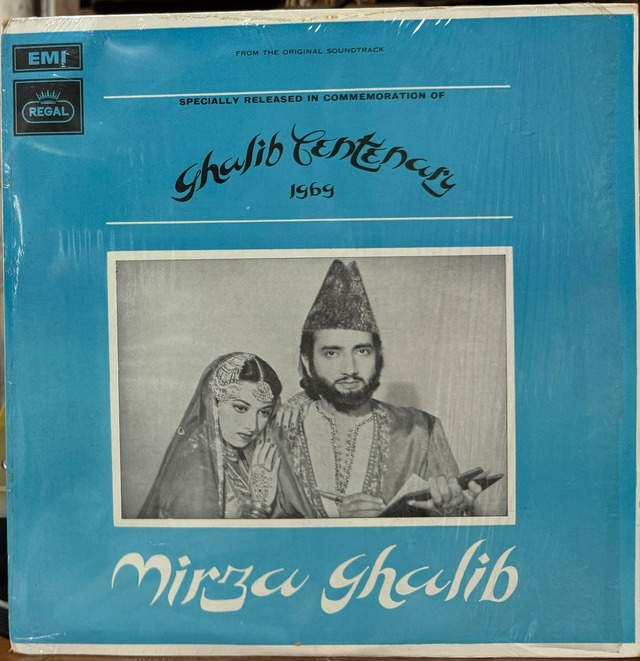 EMI
REGAL
FROM THE ORIGINAL SOUNDTRACK
SPECIALLY RELEASED IN COMMEMORATION OF
Ghalib Centenary
1969
Mirza Ghalib